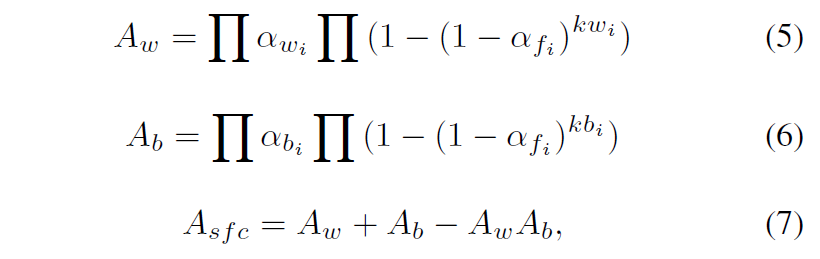 A_w = ∏ α_{w_i} ∏ (1 − (1 − α_{f_i})^{kw_i}) (5)
A_b = ∏ α_{b_i} ∏ (1 − (1 − α_{f_i})^{kb_i}) (6)
A_{sfc} = A_w + A_b − A_w A_b, (7)